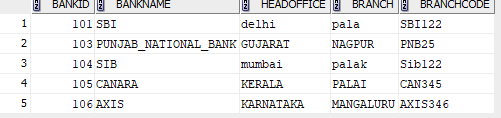 BANKID BANKNAME HEADOFFICE BRANCH BRANCHCODE
1 101 SBI delhi pala SBI122
2 103 PUNJAB_NATIONAL_BANK GUJARAT NAGPUR PNB25
3 104 SIB mumbai palak Sib122
4 105 CANARA KERALA PALAI CAN345
5 106 AXIS KARNATAKA MANGALURU AXIS346